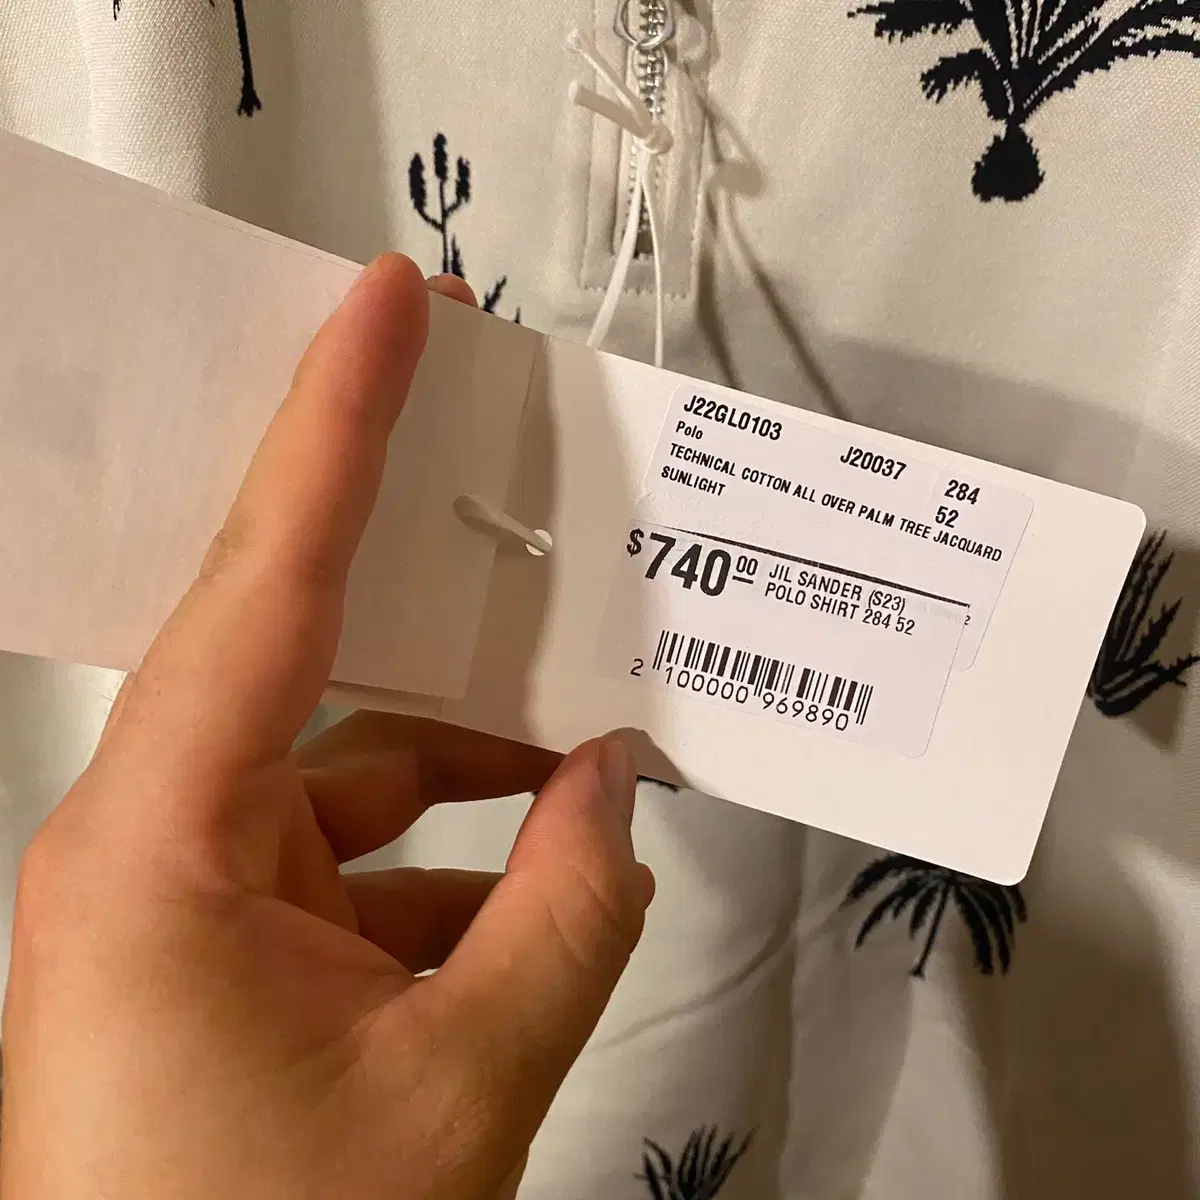 J22GL0103 J20037 284
Polo 52
TECHNICAL COTTON ALL OVER PALM TREE JACQUARD
SUNLIGHT
$740.00 JIL SANDER (S23)
POLO SHIRT 284 52
2 100000 969890